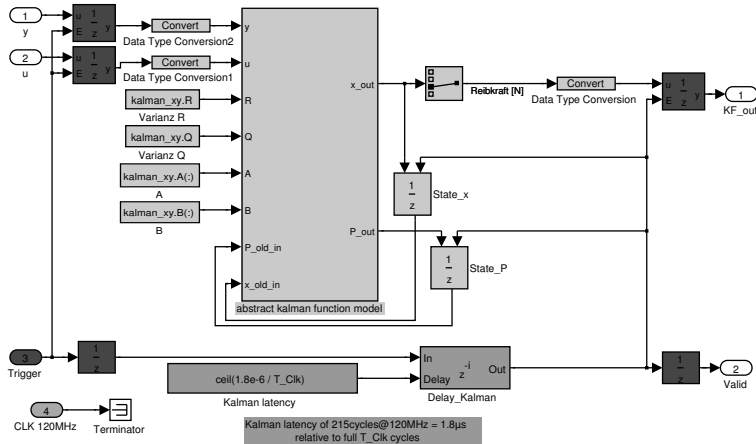 1
y
u
E
1
z
y
Convert
Data Type Conversion2
2
u
u
E
1
z
y
Convert
Data Type Conversion1
kalman_xy.R
Varianz R
kalman_xy.Q
Varianz Q
kalman_xy.A(:)
A
kalman_xy.B(:)
B
y
u
R
Q
A
B
P_old_in
x_old_in
x_out
P_out
abstract kalman function model
Reibkraft [N]
Convert
Data Type Conversion
u
E
1
z
y
1
KF_out
1
z
State_x
1
z
State_P
3
Trigger
1
z
ceil(1.8e-6 / T_Clk)
Kalman latency
In
Delay
z
-i
Out
Delay_Kalman
1
z
2
Valid
4
CLK 120MHz
Terminator
Kalman latency of 215cycles@120MHz = 1.8µs
relative to full T_Clk cycles